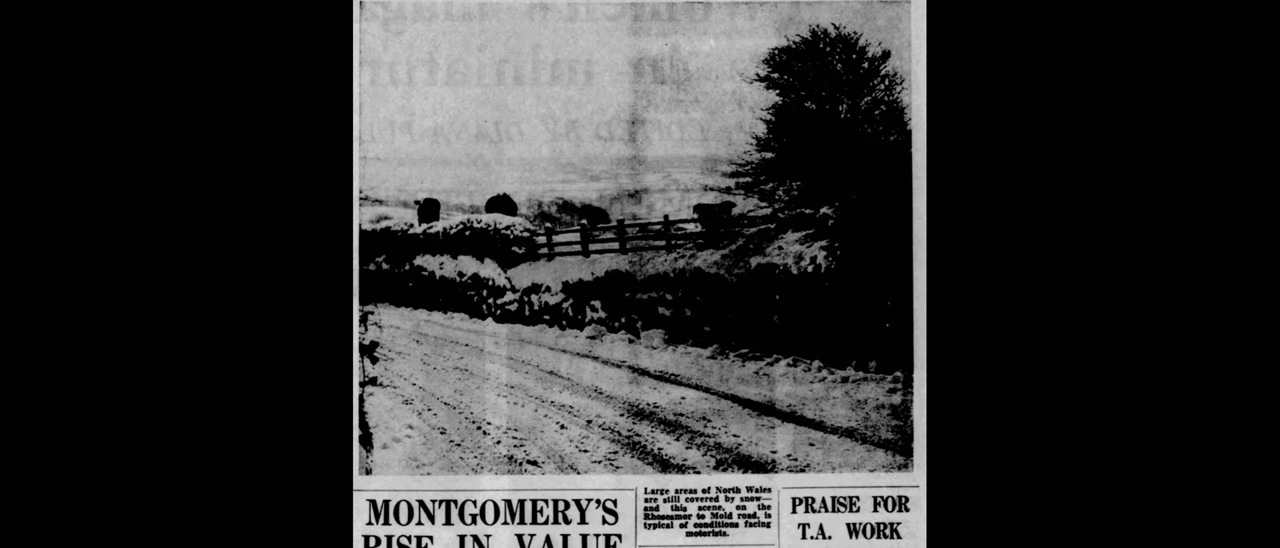 MONTGOMERY'S
RISE IN VALUE
Large areas of North Wales
are still covered by snow—
and this scene, on the
Rhosesmor to Mold road, is
typical of conditions facing
motorists.
PRAISE FOR
T.A. WORK